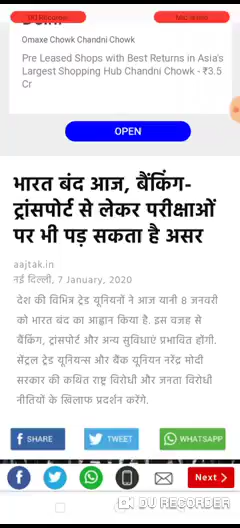 Omaxe Chowk Chandni Chowk
Pre Leased Shops with Best Returns in Asia's
Largest Shopping Hub Chandni Chowk - ₹3.5
Cr
OPEN
भारत बंद आज, बैंकिंग-
ट्रांसपोर्ट से लेकर परीक्षाओं
पर भी पड़ सकता है असर
aajtak.in
नई दिल्ली, 7 January, 2020
देश की विभिन्न ट्रेड यूनियनों ने आज यानी 8 जनवरी
को भारत बंद का आह्वान किया है. इस वजह से
बैंकिंग, ट्रांसपोर्ट और अन्य सुविधाएं प्रभावित होंगी.
सेंट्रल ट्रेड यूनियन्स और बैंक यूनियन नरेंद्र मोदी
सरकार की कथित राष्ट्र विरोधी और जनता विरोधी
नीतियों के खिलाफ प्रदर्शन करेंगे.
SHARE TWEET WHATSAPP
Next
DU RECORDER